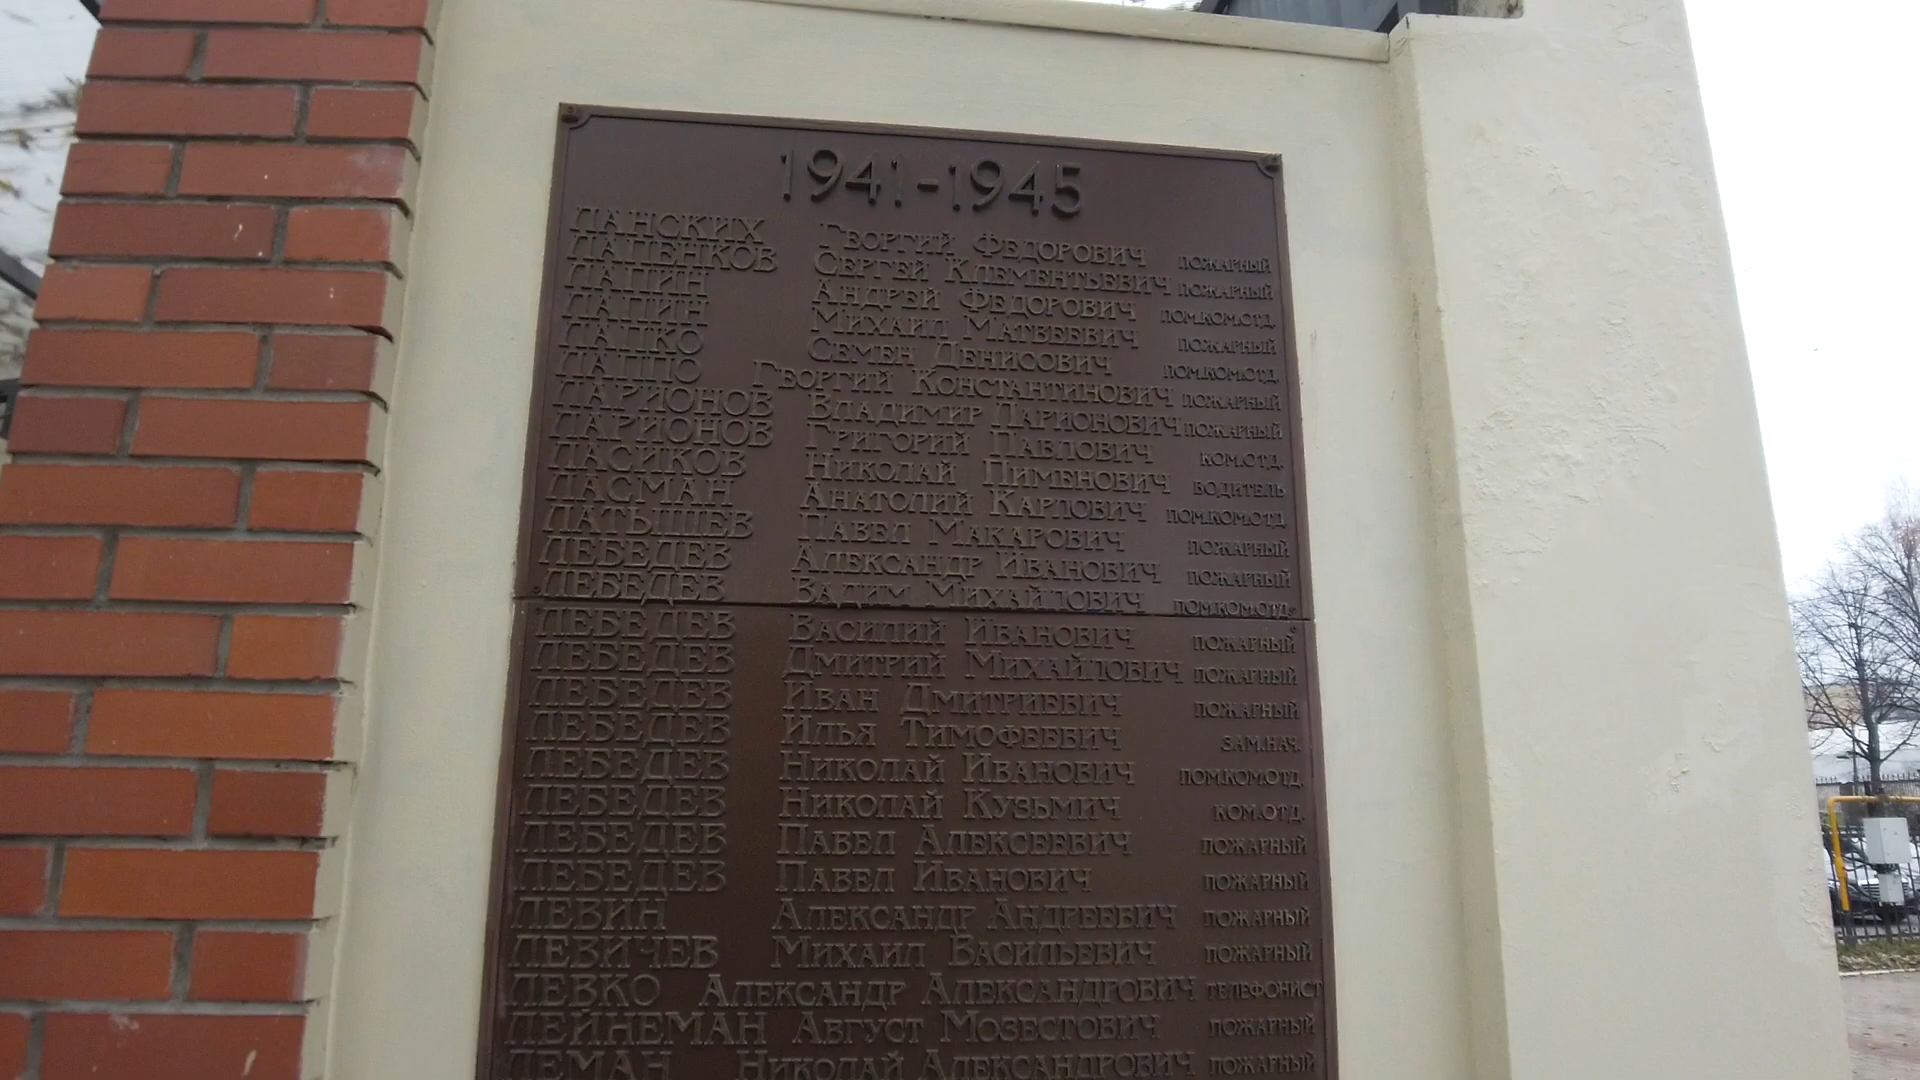 1941-1945
ЛАНСКИХ ГЕОРГИЙ ФЕДОРОВИЧ ПОЖАРНЫЙ
ЛАПЕНКОВ СЕРГЕЙ КЛЕМЕНТЬЕВИЧ ПОЖАРНЫЙ
ЛАПИН АНДРЕЙ ФЕДОРОВИЧ ПОМ.КОМ.ОТД.
ЛАПИН МИХАИЛ МАТВЕЕВИЧ ПОЖАРНЫЙ
ЛАПКО СЕМЕН ДЕНИСОВИЧ ПОМ.КОМ.ОТД.
ЛАППО ГЕОРГИЙ КОНСТАНТИНОВИЧ ПОЖАРНЫЙ
ЛАРИОНОВ ВЛАДИМИР ЛАРИОНОВИЧ ПОЖАРНЫЙ
ЛАРИОНОВ ГРИГОРИЙ ПАВЛОВИЧ КОМ.ОТД.
ЛАСИКОВ НИКОЛАЙ ПИМЕНОВИЧ ВОДИТЕЛЬ
ЛАСМАН АНАТОЛИЙ КАРЛОВИЧ ПОМ.КОМ.ОТД.
ЛАТЫШЕВ ПАВЕЛ МАКАРОВИЧ ПОЖАРНЫЙ
ЛЕБЕДЕВ АЛЕКСАНДР ИВАНОВИЧ ПОЖАРНЫЙ
ЛЕБЕДЕВ ВАДИМ МИХАЙЛОВИЧ ПОМ.КОМ.ОТД.
ЛЕБЕДЕВ ВАСИЛИЙ ИВАНОВИЧ ПОЖАРНЫЙ
ЛЕБЕДЕВ ДМИТРИЙ МИХАЙЛОВИЧ ПОЖАРНЫЙ
ЛЕБЕДЕВ ИВАН ДМИТРИЕВИЧ ПОЖАРНЫЙ
ЛЕБЕДЕВ ИЛЬЯ ТИМОФЕЕВИЧ ЗАМ.НАЧ.
ЛЕБЕДЕВ НИКОЛАЙ ИВАНОВИЧ ПОМ.КОМ.ОТД.
ЛЕБЕДЕВ НИКОЛАЙ КУЗЬМИЧ КОМ.ОТД.
ЛЕБЕДЕВ ПАВЕЛ АЛЕКСЕЕВИЧ ПОЖАРНЫЙ
ЛЕБЕДЕВ ПАВЕЛ ИВАНОВИЧ ПОЖАРНЫЙ
ЛЕВИН АЛЕКСАНДР АНДРЕЕВИЧ ПОЖАРНЫЙ
ЛЕВИЧЕВ МИХАИЛ ВАСИЛЬЕВИЧ ПОЖАРНЫЙ
ЛЕВКО АЛЕКСАНДР АЛЕКСАНДРОВИЧ ТЕЛЕФОНИСТ
ЛЕЙНЕМАН АВГУСТ МОЗЕСТОВИЧ ПОЖАРНЫЙ
ЛЕМАН НИКОЛАЙ АЛЕКСАНДРОВИЧ ПОЖАРНЫЙ